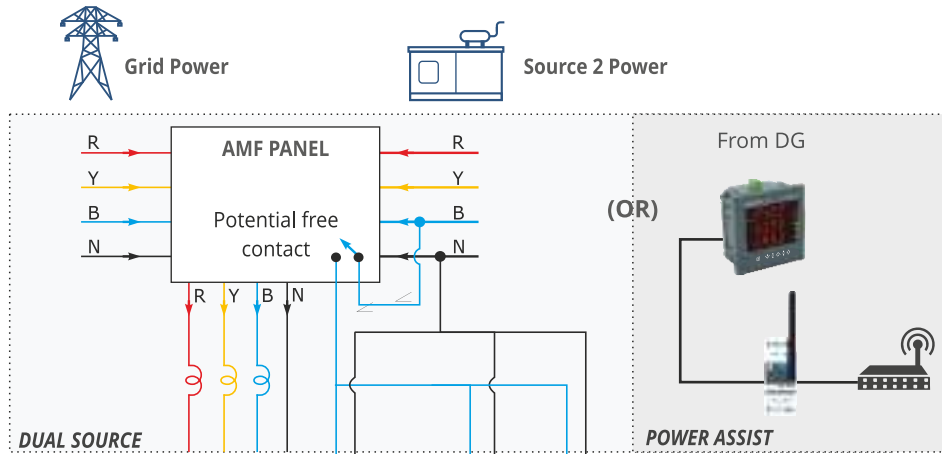 Grid Power
Source 2 Power
From DG
AMF PANEL
R
R
Y
Y
B
B
N
N
Potential free
contact
(OR)
R
Y
B
N
DUAL SOURCE
POWER ASSIST